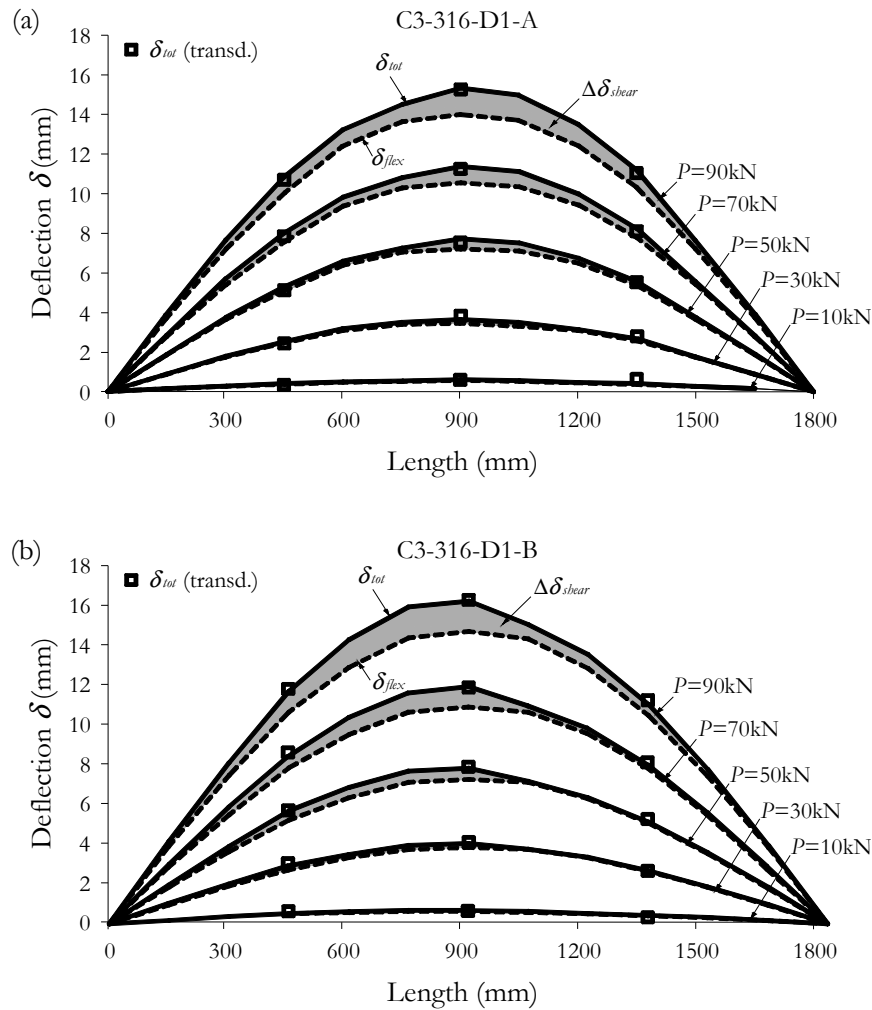 (a)
C3-316-D1-A
Deflection δ (mm)
18
16
14
12
10
8
6
4
2
0
δtot (transd.)
δtot
Δδshear
δflex
P=90kN
P=70kN
P=50kN
P=30kN
P=10kN
0 300 600 900 1200 1500 1800
Length (mm)
(b)
C3-316-D1-B
Deflection δ (mm)
18
16
14
12
10
8
6
4
2
0
δtot (transd.)
δtot
Δδshear
δflex
P=90kN
P=70kN
P=50kN
P=30kN
P=10kN
0 300 600 900 1200 1500 1800
Length (mm)